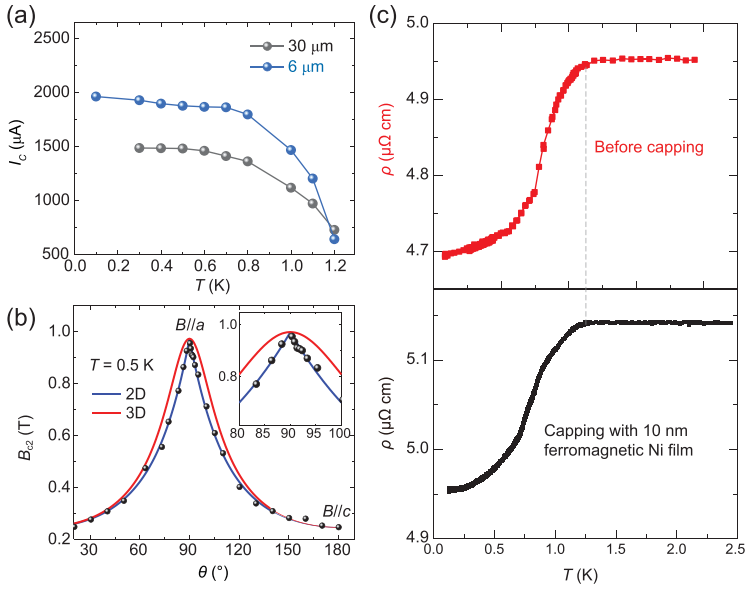 (a)
2500
2000
1500
1000
500
I_C (μA)
30 μm
6 μm
0.0 0.2 0.4 0.6 0.8 1.0 1.2
T (K)
(b)
1.0
0.8
0.6
0.4
0.2
B_c2 (T)
T = 0.5 K
2D
3D
B//a
1.0
0.8
80 85 90 95 100
B//c
30 60 90 120 150 180
θ (°)
(c)
5.0
4.9
4.8
4.7
ρ (μΩ cm)
Before capping
5.1
5.0
4.9
ρ (μΩ cm)
Capping with 10 nm
ferromagnetic Ni film
0.0 0.5 1.0 1.5 2.0 2.5
T (K)